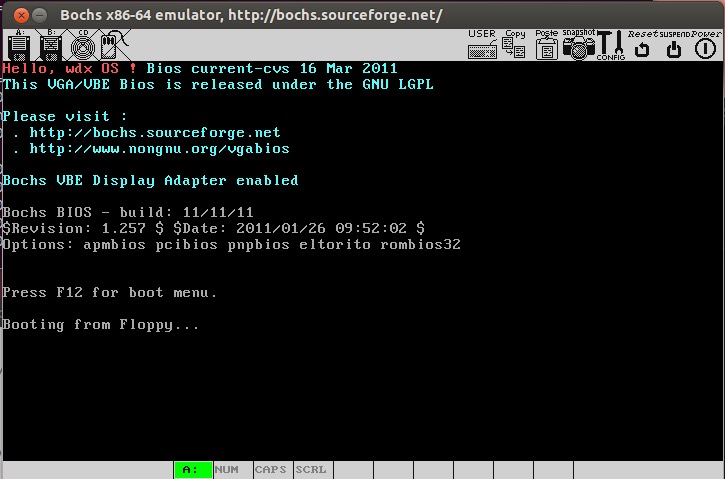 Bochs x86-64 emulator, http://bochs.sourceforge.net/
A: B: CD USER Copy Paste snapshot CONFIG Reset SUSPEND Power
Hello, wdx OS ! Bios current-cvs 16 Mar 2011
This VGA/VBE Bios is released under the GNU LGPL
Please visit :
. http://bochs.sourceforge.net
. http://www.nongnu.org/vgabios
Bochs VBE Display Adapter enabled
Bochs BIOS - build: 11/11/11
$Revision: 1.257 $ $Date: 2011/01/26 09:52:02 $
Options: apmbios pcibios pnpbios eltorito rombios32
Press F12 for boot menu.
Booting from Floppy...
A: NUM CAPS SCRL